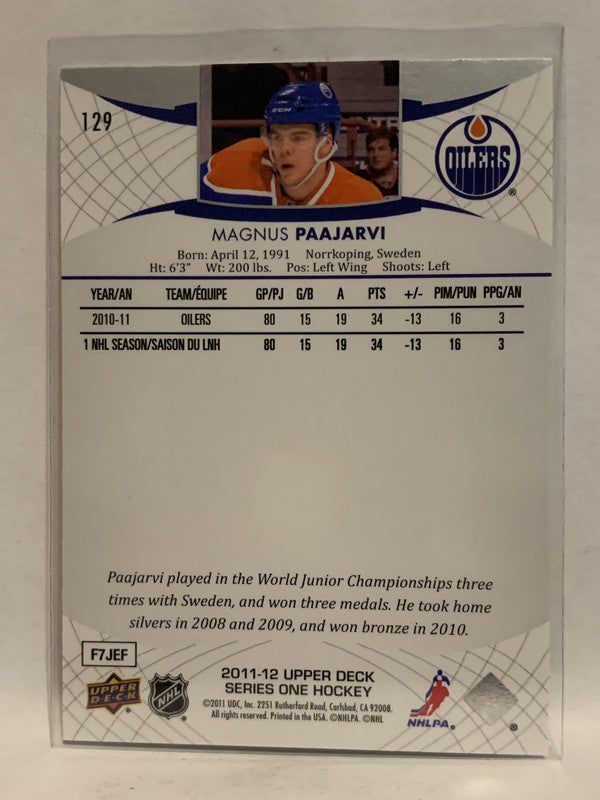 129
CCM
OILERS
®
MAGNUS PAAJARVI
Born: April 12, 1991 Norrkoping, Sweden
Ht: 6'3" Wt: 200 lbs. Pos: Left Wing Shoots: Left
YEAR/AN TEAM/ÉQUIPE GP/PJ G/B A PTS +/- PIM/PUN PPG/AN
2010-11 OILERS 80 15 19 34 -13 16 3
1 NHL SEASON/SAISON DU LNH 80 15 19 34 -13 16 3
Paajarvi played in the World Junior Championships three
times with Sweden, and won three medals. He took home
silvers in 2008 and 2009, and won bronze in 2010.
F7JEF
UPPER
DECK
NHL
2011-12 UPPER DECK
SERIES ONE HOCKEY
©2011 UDC, Inc. 2251 Rutherford Road, Carlsbad, CA 92008.
All rights reserved. Printed in the USA. ©NHLPA. ©NHL
NHLPA.
®